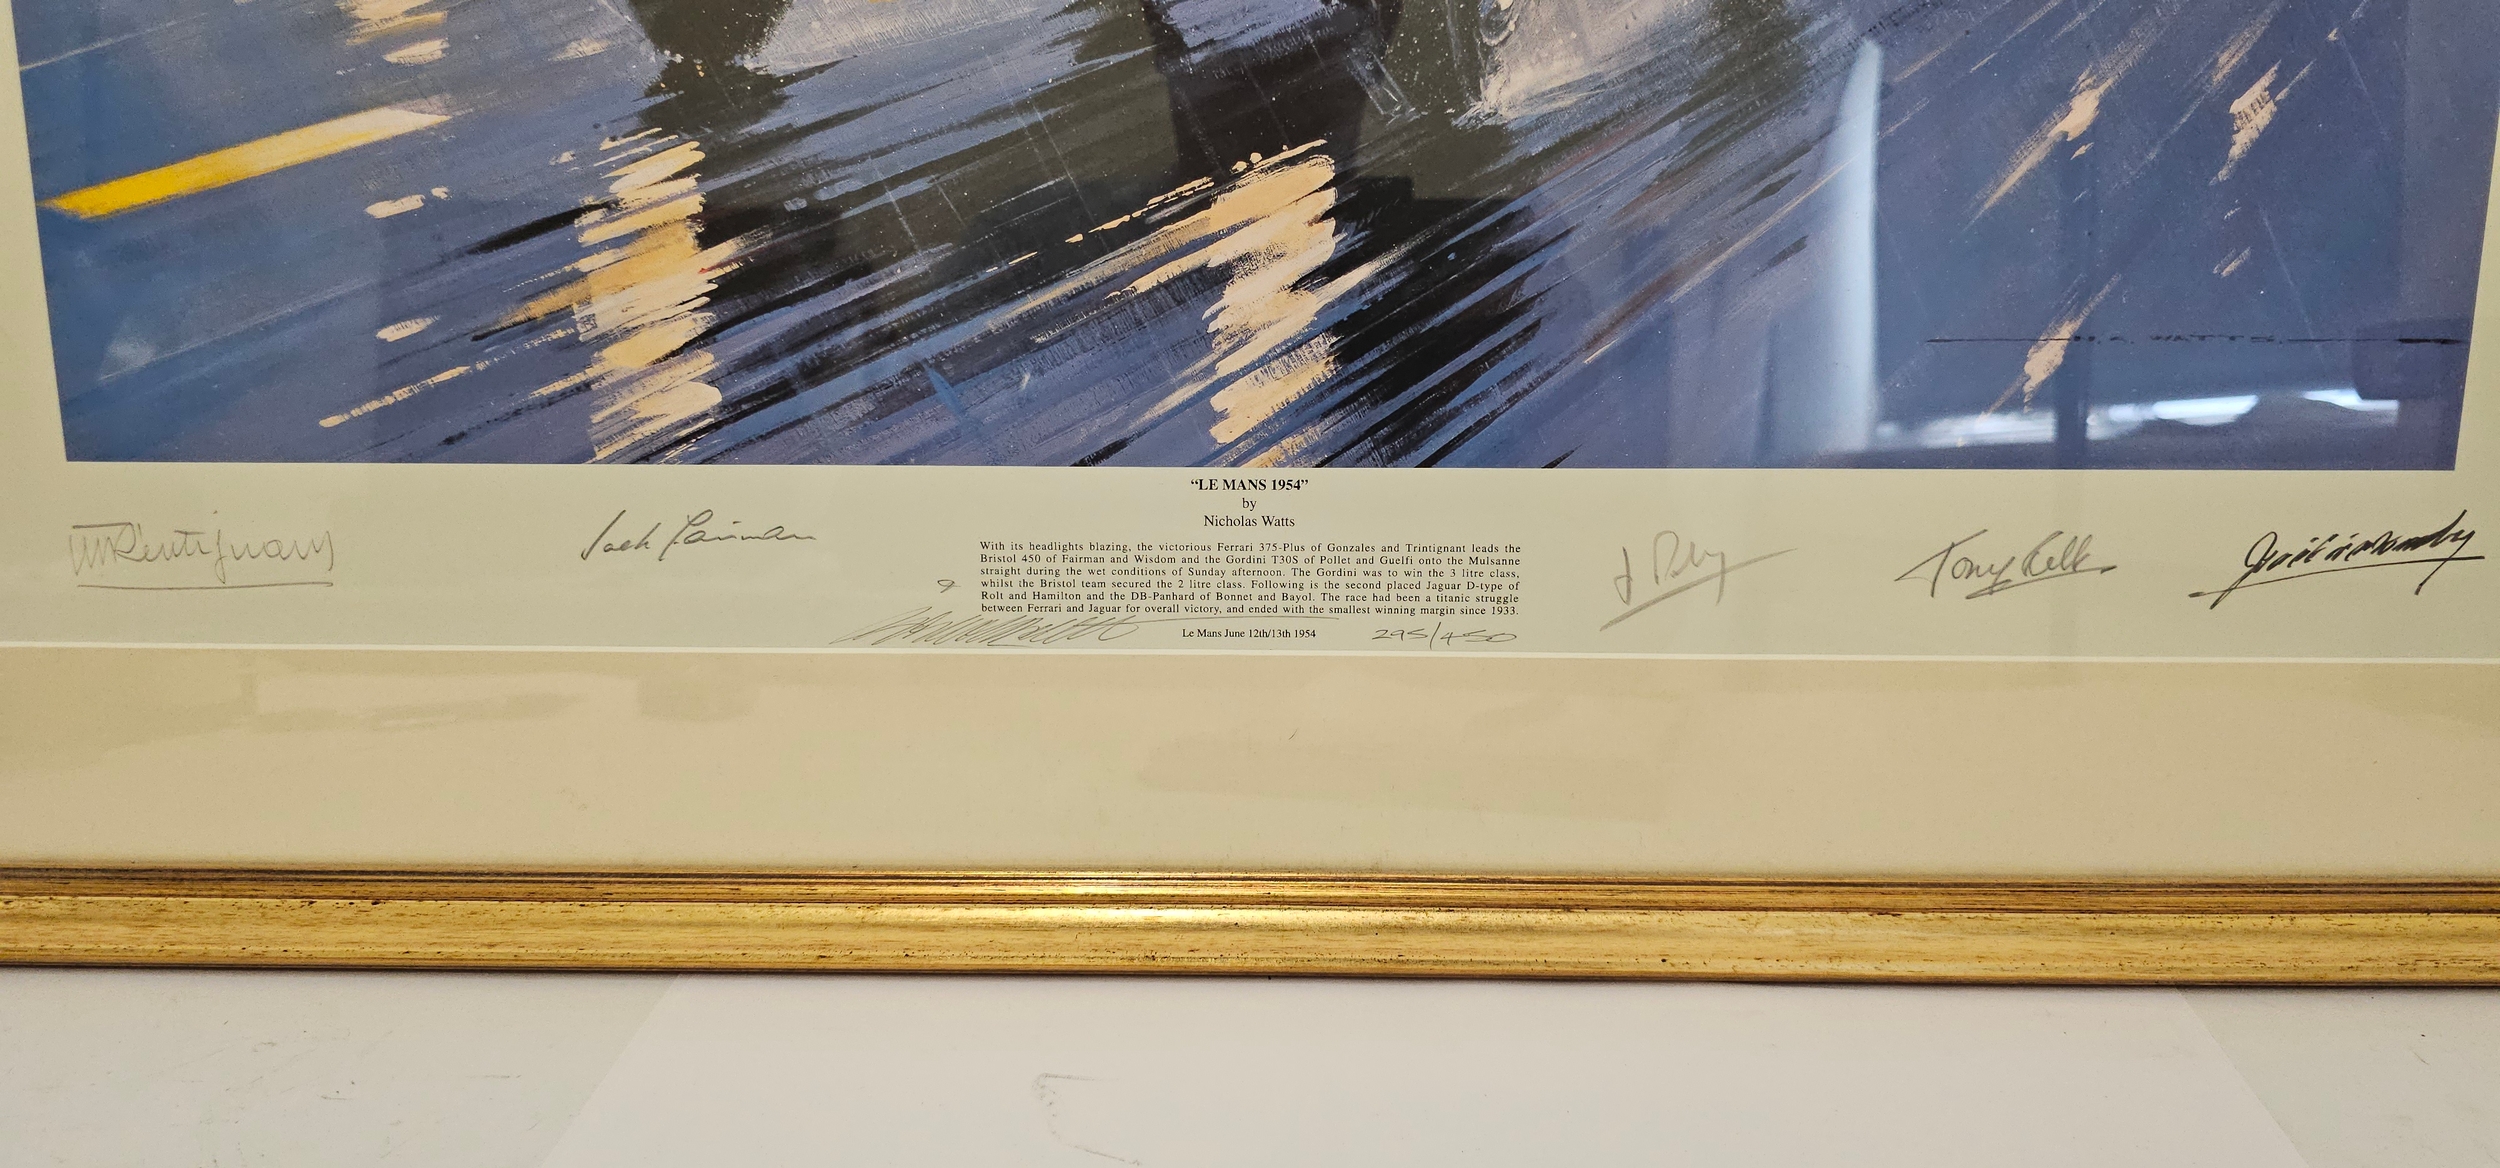 N.A. WATTS.
“LE MANS 1954”
by
Nicholas Watts
With its headlights blazing, the victorious Ferrari 375-Plus of Gonzales and Trintignant leads the
Bristol 450 of Fairman and Wisdom and the Gordini T30S of Pollet and Guelfi onto the Mulsanne
straight during the wet conditions of Sunday afternoon. The Gordini was to win the 3 litre class,
whilst the Bristol team secured the 2 litre class. Following is the second placed Jaguar D-type of
Rolt and Hamilton and the DB-Panhard of Bonnet and Bayol. The race had been a titanic struggle
between Ferrari and Jaguar for overall victory, and ended with the smallest winning margin since 1933.
Le Mans June 12th/13th 1954
295/450
MTrintignant
Jack Fairman
Tony Rolt